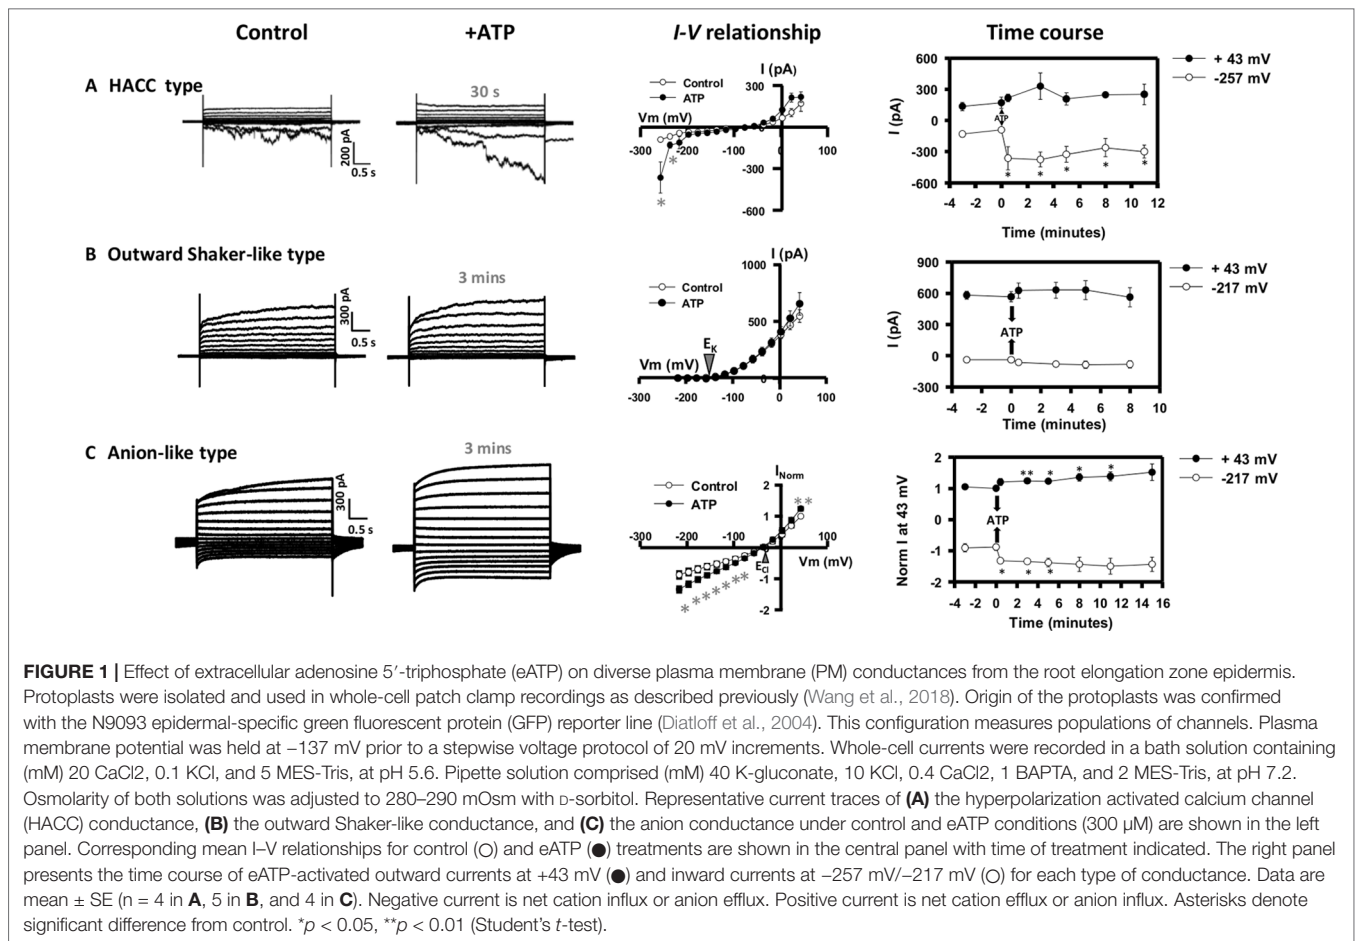 Control +ATP I-V relationship Time course
A HACC type
30 s
200 pA
0.5 s
I (pA)
Control
ATP
Vm (mV)
300
-300 -200 0 100
-300
-600
*
*
I (pA)
600
300
0
-300
-600
ATP
* * * * *
-4 -2 0 2 4 6 8 10 12
Time (minutes)
+ 43 mV
-257 mV
B Outward Shaker-like type
3 mins
300 pA
0.5 s
I (pA)
1000
Control
ATP
500
EK
Vm (mV)
0
-300 -200 -100 0 100
I (pA)
900
600
300
0
-300
ATP
-4 -2 0 2 4 6 8 10
Time (minutes)
+ 43 mV
-217 mV
C Anion-like type
3 mins
300 pA
0.5 s
INorm
Control
ATP
2
1
**
-300 -200 -100 0 100
ECl
Vm (mV)
-1
-2
*******
Norm I at 43 mV
2
1
0
-1
-2
** * * *
ATP
* * *
-4 -2 0 2 4 6 8 10 12 14 16
Time (minutes)
+ 43 mV
-217 mV
FIGURE 1 | Effect of extracellular adenosine 5′-triphosphate (eATP) on diverse plasma membrane (PM) conductances from the root elongation zone epidermis.
Protoplasts were isolated and used in whole-cell patch clamp recordings as described previously (Wang et al., 2018). Origin of the protoplasts was confirmed
with the N9093 epidermal-specific green fluorescent protein (GFP) reporter line (Diatloff et al., 2004). This configuration measures populations of channels. Plasma
membrane potential was held at −137 mV prior to a stepwise voltage protocol of 20 mV increments. Whole-cell currents were recorded in a bath solution containing
(mM) 20 CaCl2, 0.1 KCl, and 5 MES-Tris, at pH 5.6. Pipette solution comprised (mM) 40 K-gluconate, 10 KCl, 0.4 CaCl2, 1 BAPTA, and 2 MES-Tris, at pH 7.2.
Osmolarity of both solutions was adjusted to 280–290 mOsm with D-sorbitol. Representative current traces of (A) the hyperpolarization activated calcium channel
(HACC) conductance, (B) the outward Shaker-like conductance, and (C) the anion conductance under control and eATP conditions (300 µM) are shown in the left
panel. Corresponding mean I–V relationships for control (○) and eATP (●) treatments are shown in the central panel with time of treatment indicated. The right panel
presents the time course of eATP-activated outward currents at +43 mV (●) and inward currents at −257 mV/−217 mV (○) for each type of conductance. Data are
mean ± SE (n = 4 in A, 5 in B, and 4 in C). Negative current is net cation influx or anion efflux. Positive current is net cation efflux or anion influx. Asterisks denote
significant difference from control. *p < 0.05, **p < 0.01 (Student's t-test).